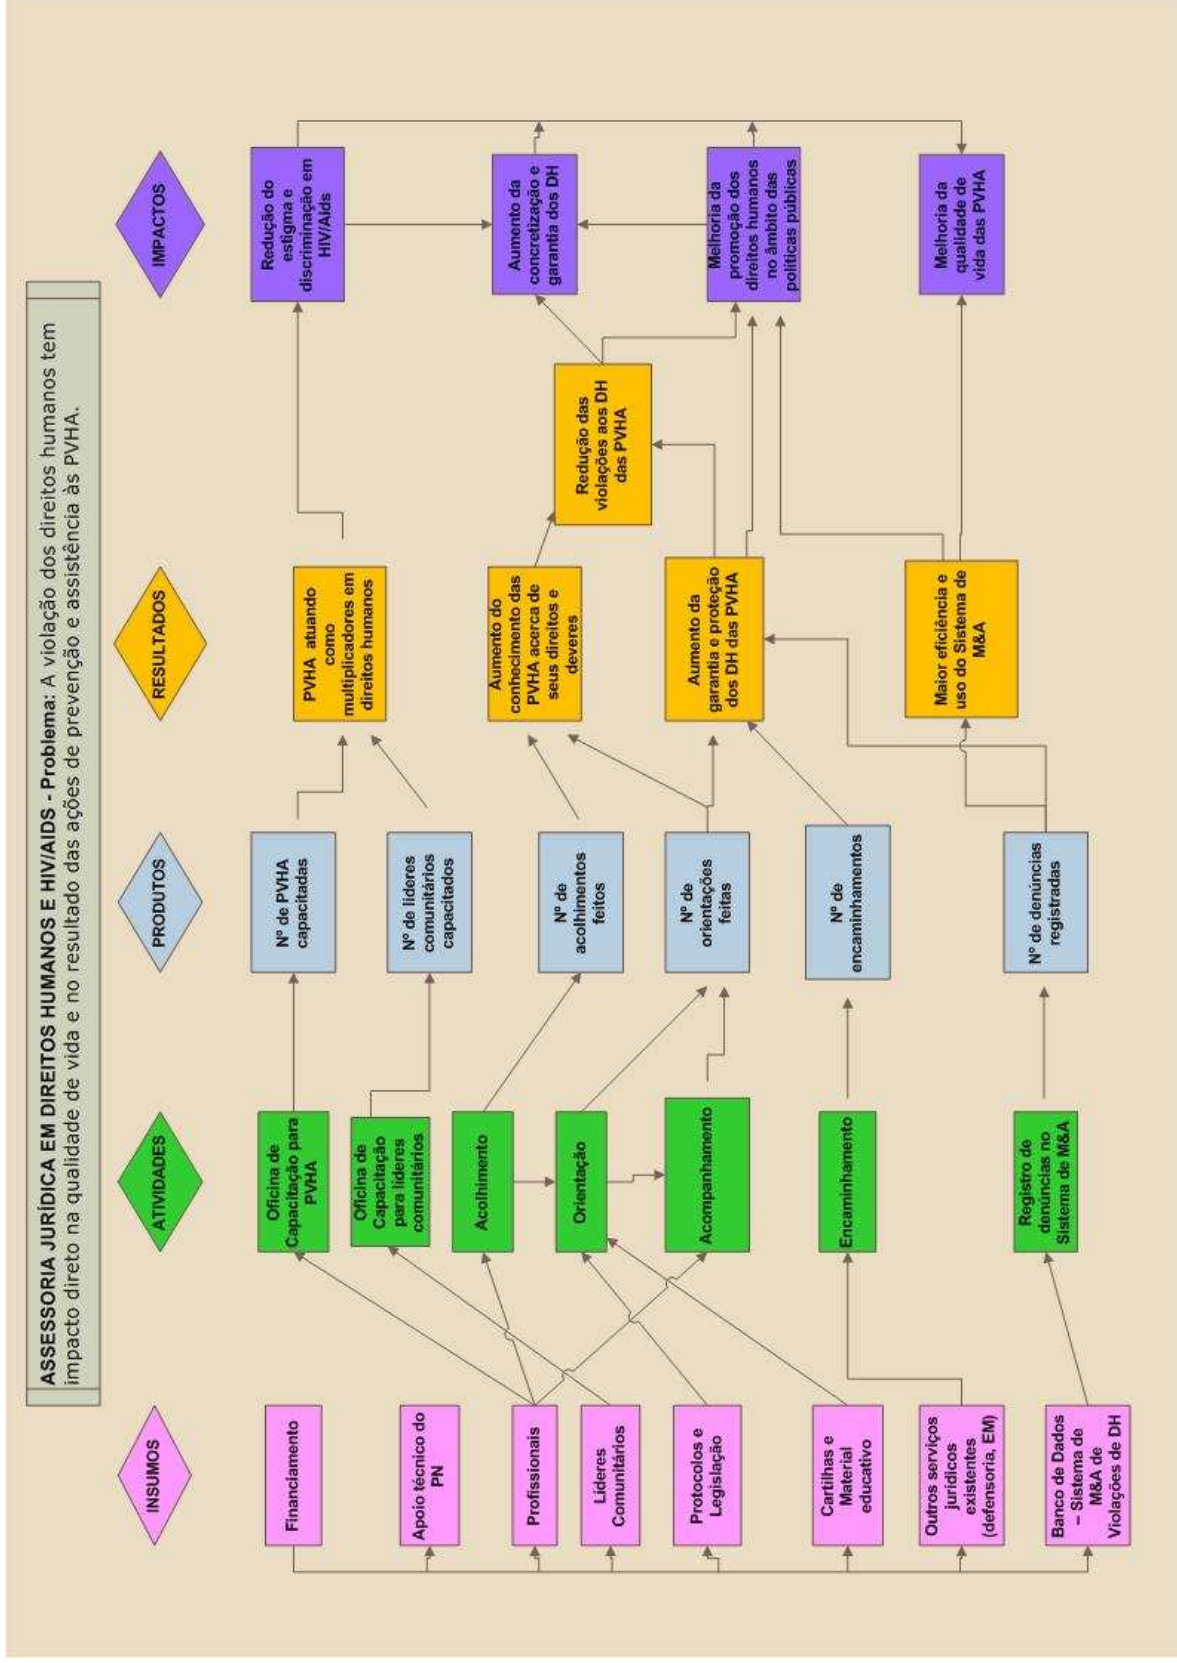 ASSESSORIA JURÍDICA EM DIREITOS HUMANOS E HIV/AIDS - Problema: A violação dos direitos humanos tem
impacto direto na qualidade de vida e no resultado das ações de prevenção e assistência às PVHA.
INSUMOS
ATIVIDADES
PRODUTOS
RESULTADOS
IMPACTOS
Financiamento
Apoio técnico do
PN
Profissionais
Líderes
Comunitários
Protocolos e
Legislação
Cartilhas e
Material
educativo
Outros serviços
jurídicos
existentes
(defensoria, EM)
Banco de Dados
– Sistema de
M&A de
Violações de DH
Oficina de
Capacitação para
PVHA
Oficina de
Capacitação
para líderes
comunitários
Acolhimento
Orientação
Acompanhamento
Encaminhamento
Registro de
denúncias no
Sistema de M&A
Nº de PVHA
capacitadas
Nº de líderes
comunitários
capacitados
Nº de
acolhimentos
feitos
Nº de
orientações
feitas
Nº de
encaminhamentos
Nº de denúncias
registradas
PVHA atuando
como
multiplicadores em
direitos humanos
Aumento do
conhecimento das
PVHA acerca de
seus direitos e
deveres
Redução das
violações aos DH
das PVHA
Aumento da
garantia e proteção
dos DH das PVHA
Maior eficiência e
uso do Sistema de
M&A
Redução do
estigma e
discriminação em
HIV/AIds
Aumento da
concretização e
garantia dos DH
Melhoria da
promoção dos
direitos humanos
no âmbito das
políticas públicas
Melhoria da
qualidade de
vida das PVHA